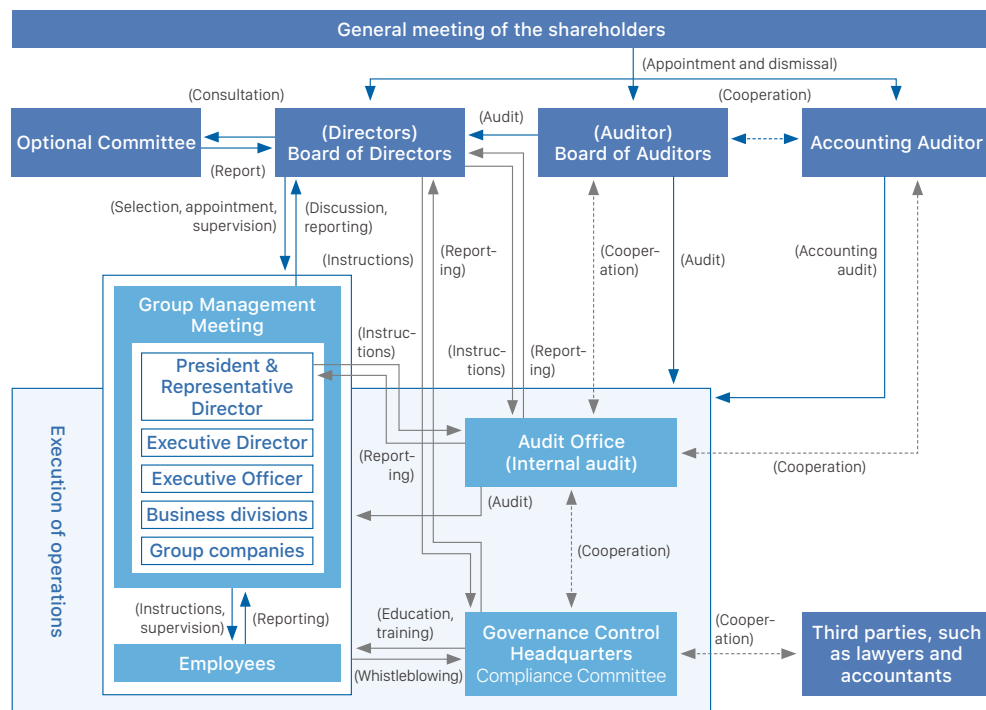 General meeting of the shareholders
(Appointment and dismissal)
(Consultation)
(Cooperation)
Optional Committee
(Directors)
Board of Directors
(Audit)
(Auditor)
Board of Auditors
Accounting Auditor
(Report)
(Selection, appointment,
supervision)
(Discussion,
reporting)
(Instructions)
(Report-
ing)
(Cooper-
ation)
(Audit)
(Accounting
audit)
Group Management
Meeting
(Instruc-
tions)
(Instruc-
tions)
(Report-
ing)
President &
Representative
Director
Executive Director
Executive Officer
Business divisions
Group companies
Execution of operations
Audit Office
(Internal audit)
(Report-
ing)
(Cooperation)
(Audit)
(Cooperation)
(Instructions,
supervision)
(Reporting)
(Education,
training)
(Whistleblowing)
Employees
Governance Control
Headquarters
Compliance Committee
(Cooper-
ation)
Third parties, such
as lawyers and
accountants